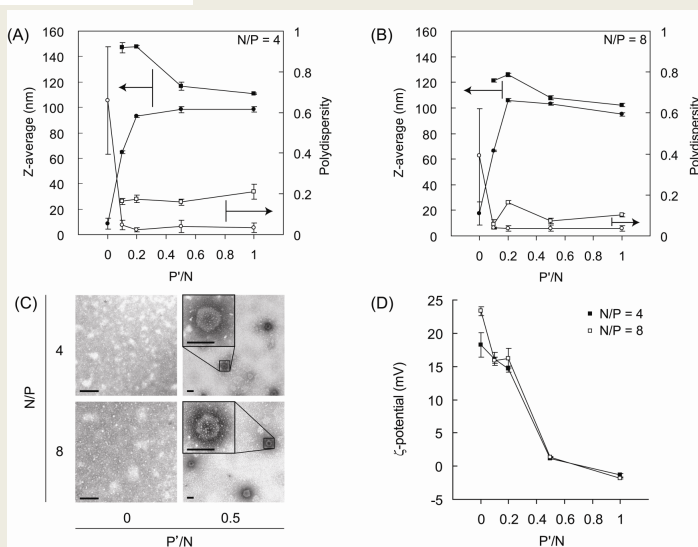 (A)
N/P = 4
Z-average (nm)
160
140
120
100
80
60
40
20
0
1
0.8
0.6
0.4
0.2
0
Polydispersity
0 0.2 0.4 0.6 0.8 1
P'/N
(B)
N/P = 8
Z-average (nm)
160
140
120
100
80
60
40
20
0
1
0.8
0.6
0.4
0.2
0
Polydispersity
0 0.2 0.4 0.6 0.8 1
P'/N
(C)
N/P
4
8
0 0.5
P'/N
(D)
N/P = 4
N/P = 8
ζ-potential (mV)
25
20
15
10
5
0
-5
0 0.2 0.4 0.6 0.8 1
P'/N